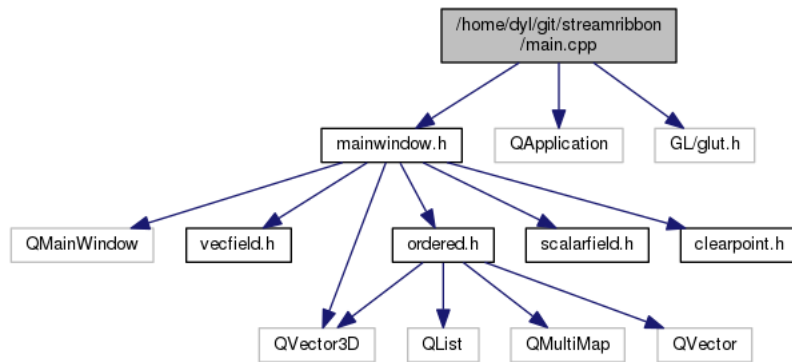 /home/dyl/git/streamribbon
/main.cpp
mainwindow.h
QApplication
GL/glut.h
QMainWindow
vecfield.h
ordered.h
scalarfield.h
clearpoint.h
QVector3D
QList
QMultiMap
QVector